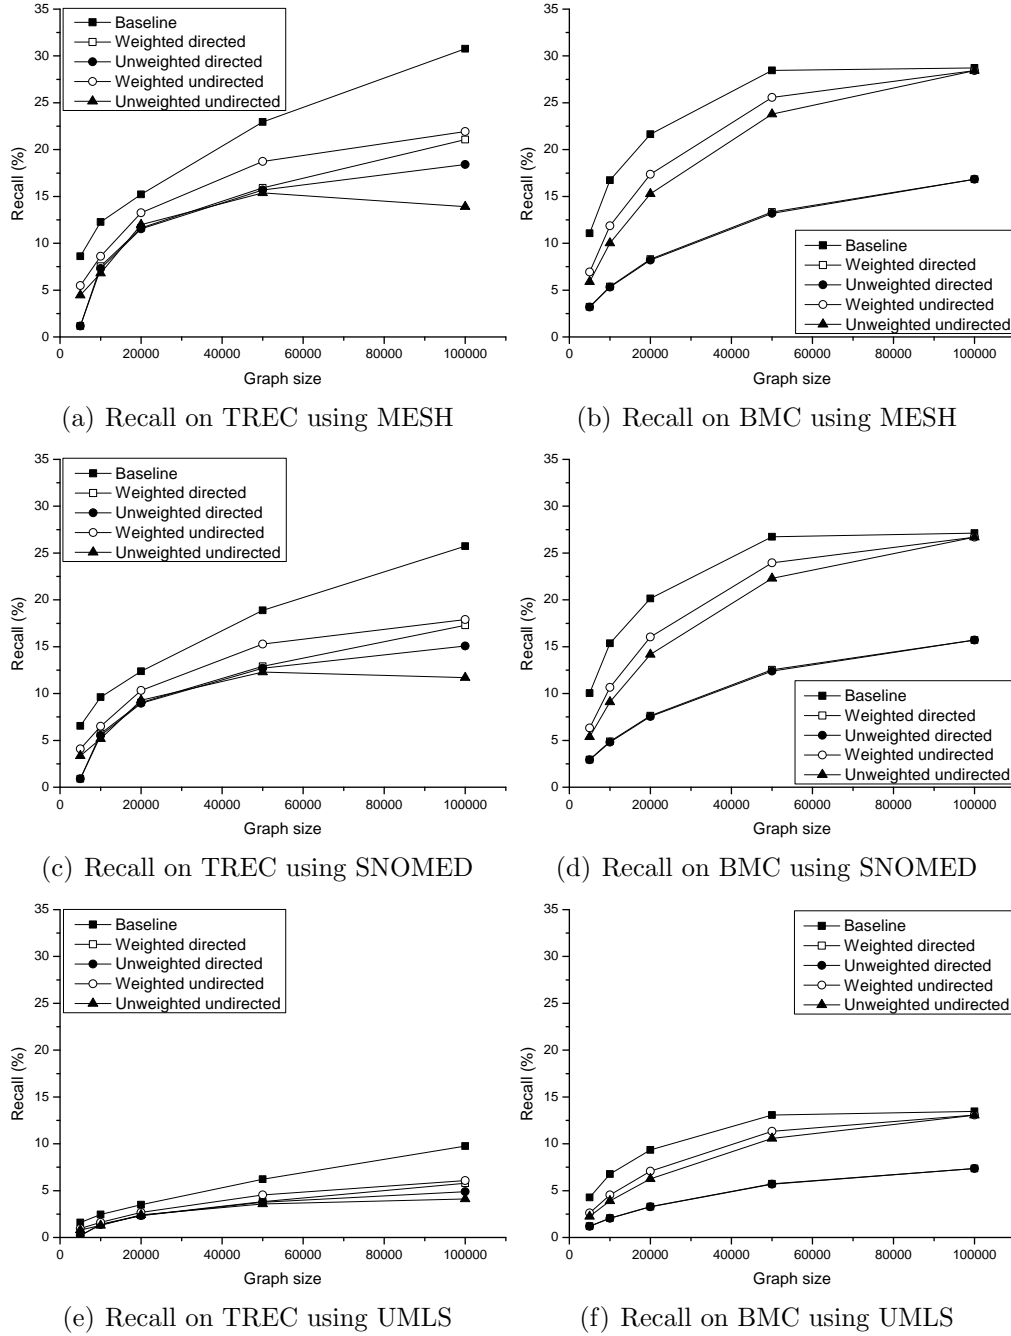 35
30
25
20
15
10
5
0
Recall (%)
Baseline
Weighted directed
Unweighted directed
Weighted undirected
Unweighted undirected
0 20000 40000 60000 80000 100000
Graph size
(a) Recall on TREC using MESH
35
30
25
20
15
10
5
0
Recall (%)
Baseline
Weighted directed
Unweighted directed
Weighted undirected
Unweighted undirected
0 20000 40000 60000 80000 100000
Graph size
(b) Recall on BMC using MESH
35
30
25
20
15
10
5
0
Recall (%)
Baseline
Weighted directed
Unweighted directed
Weighted undirected
Unweighted undirected
0 20000 40000 60000 80000 100000
Graph size
(c) Recall on TREC using SNOMED
35
30
25
20
15
10
5
0
Recall (%)
Baseline
Weighted directed
Unweighted directed
Weighted undirected
Unweighted undirected
0 20000 40000 60000 80000 100000
Graph size
(d) Recall on BMC using SNOMED
35
30
25
20
15
10
5
0
Recall (%)
Baseline
Weighted directed
Unweighted directed
Weighted undirected
Unweighted undirected
0 20000 40000 60000 80000 100000
Graph size
(e) Recall on TREC using UMLS
35
30
25
20
15
10
5
0
Recall (%)
Baseline
Weighted directed
Unweighted directed
Weighted undirected
Unweighted undirected
0 20000 40000 60000 80000 100000
Graph size
(f) Recall on BMC using UMLS